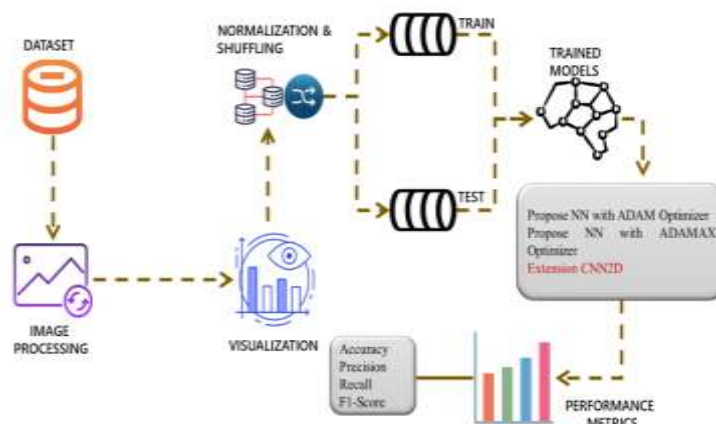 DATASET
NORMALIZATION &
SHUFFLING
TRAIN
TRAINED
MODELS
TEST
Propose NN with ADAM Optimizer
Propose NN with ADAMAX
Optimizer
Extension CNN2D
IMAGE
PROCESSING
VISUALIZATION
Accuracy
Precision
Recall
F1-Score
PERFORMANCE
METRICS